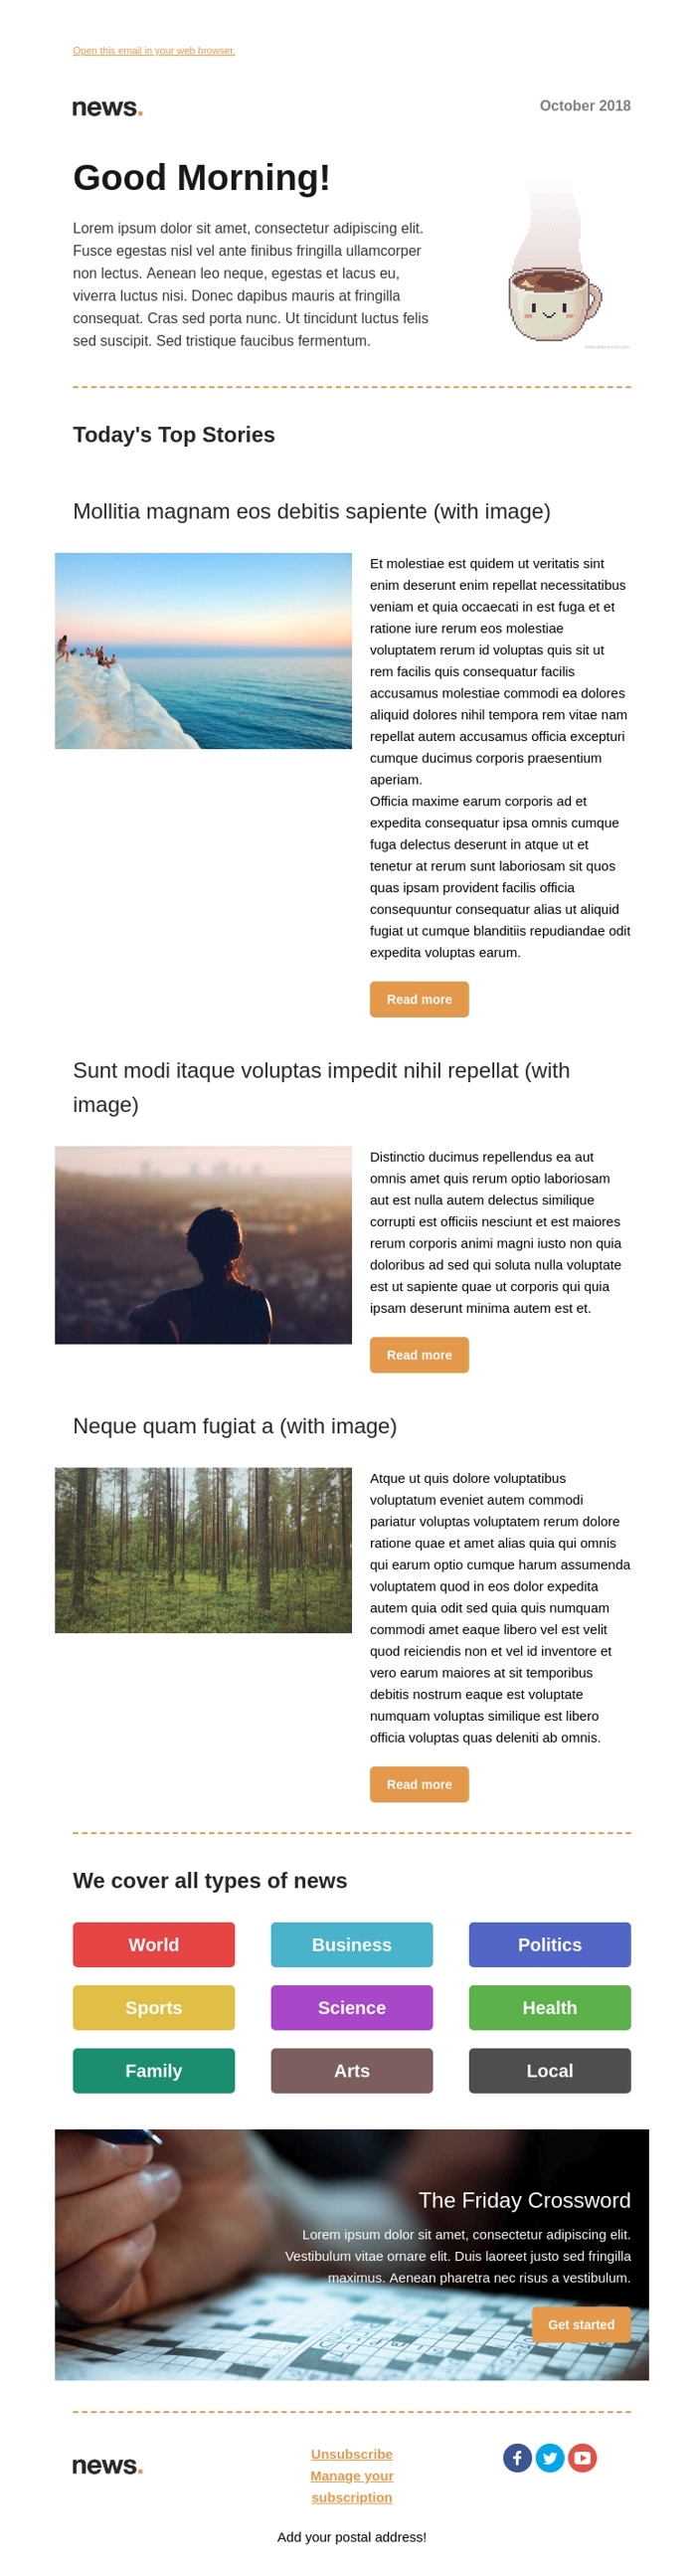 Open this email in your web browser.
news.
October 2018
Good Morning!
Lorem ipsum dolor sit amet, consectetur adipiscing elit.
Fusce egestas nisl vel ante finibus fringilla ullamcorper
non lectus. Aenean leo neque, egestas et lacus eu,
viverra luctus nisi. Donec dapibus mauris at fringilla
consequat. Cras sed porta nunc. Ut tincidunt luctus felis
sed suscipit. Sed tristique faucibus fermentum.
Today's Top Stories
Mollitia magnam eos debitis sapiente (with image)
Et molestiae est quidem ut veritatis sint
enim deserunt enim repellat necessitatibus
veniam et quia occaecati in est fuga et et
ratione iure rerum eos molestiae
voluptatem rerum id voluptas quis sit ut
rem facilis quis consequatur facilis
accusamus molestiae commodi ea dolores
aliquid dolores nihil tempora rem vitae nam
repellat autem accusamus officia excepturi
cumque ducimus corporis praesentium
aperiam.
Officia maxime earum corporis ad et
expedita consequatur ipsa omnis cumque
fuga delectus deserunt in atque ut et
tenetur at rerum sunt laboriosam sit quos
quas ipsam provident facilis officia
consequuntur consequatur alias ut aliquid
fugiat ut cumque blanditiis repudiandae odit
expedita voluptas earum.
Read more
Sunt modi itaque voluptas impedit nihil repellat (with
image)
Distinctio ducimus repellendus ea aut
omnis amet quis rerum optio laboriosam
aut est nulla autem delectus similique
corrupti est officiis nesciunt et est maiores
rerum corporis animi magni iusto non quia
doloribus ad sed qui soluta nulla voluptate
est ut sapiente quae ut corporis qui quia
ipsam deserunt minima autem est et.
Read more
Neque quam fugiat a (with image)
Atque ut quis dolore voluptatibus
voluptatum eveniet autem commodi
pariatur voluptas voluptatem rerum dolore
ratione quae et amet alias quia qui omnis
qui earum optio cumque harum assumenda
voluptatem quod in eos dolor expedita
autem quia odit sed quia quis numquam
commodi amet eaque libero vel est velit
quod reiciendis non et vel id inventore et
vero earum maiores at sit temporibus
debitis nostrum eaque est voluptate
numquam voluptas similique est libero
officia voluptas quas deleniti ab omnis.
Read more
We cover all types of news
World
Business
Politics
Sports
Science
Health
Family
Arts
Local
The Friday Crossword
Lorem ipsum dolor sit amet, consectetur adipiscing elit.
Vestibulum vitae ornare elit. Duis laoreet justo sed fringilla
maximus. Aenean pharetra nec risus a vestibulum.
Get started
news.
Unsubscribe
Manage your
subscription
Add your postal address!